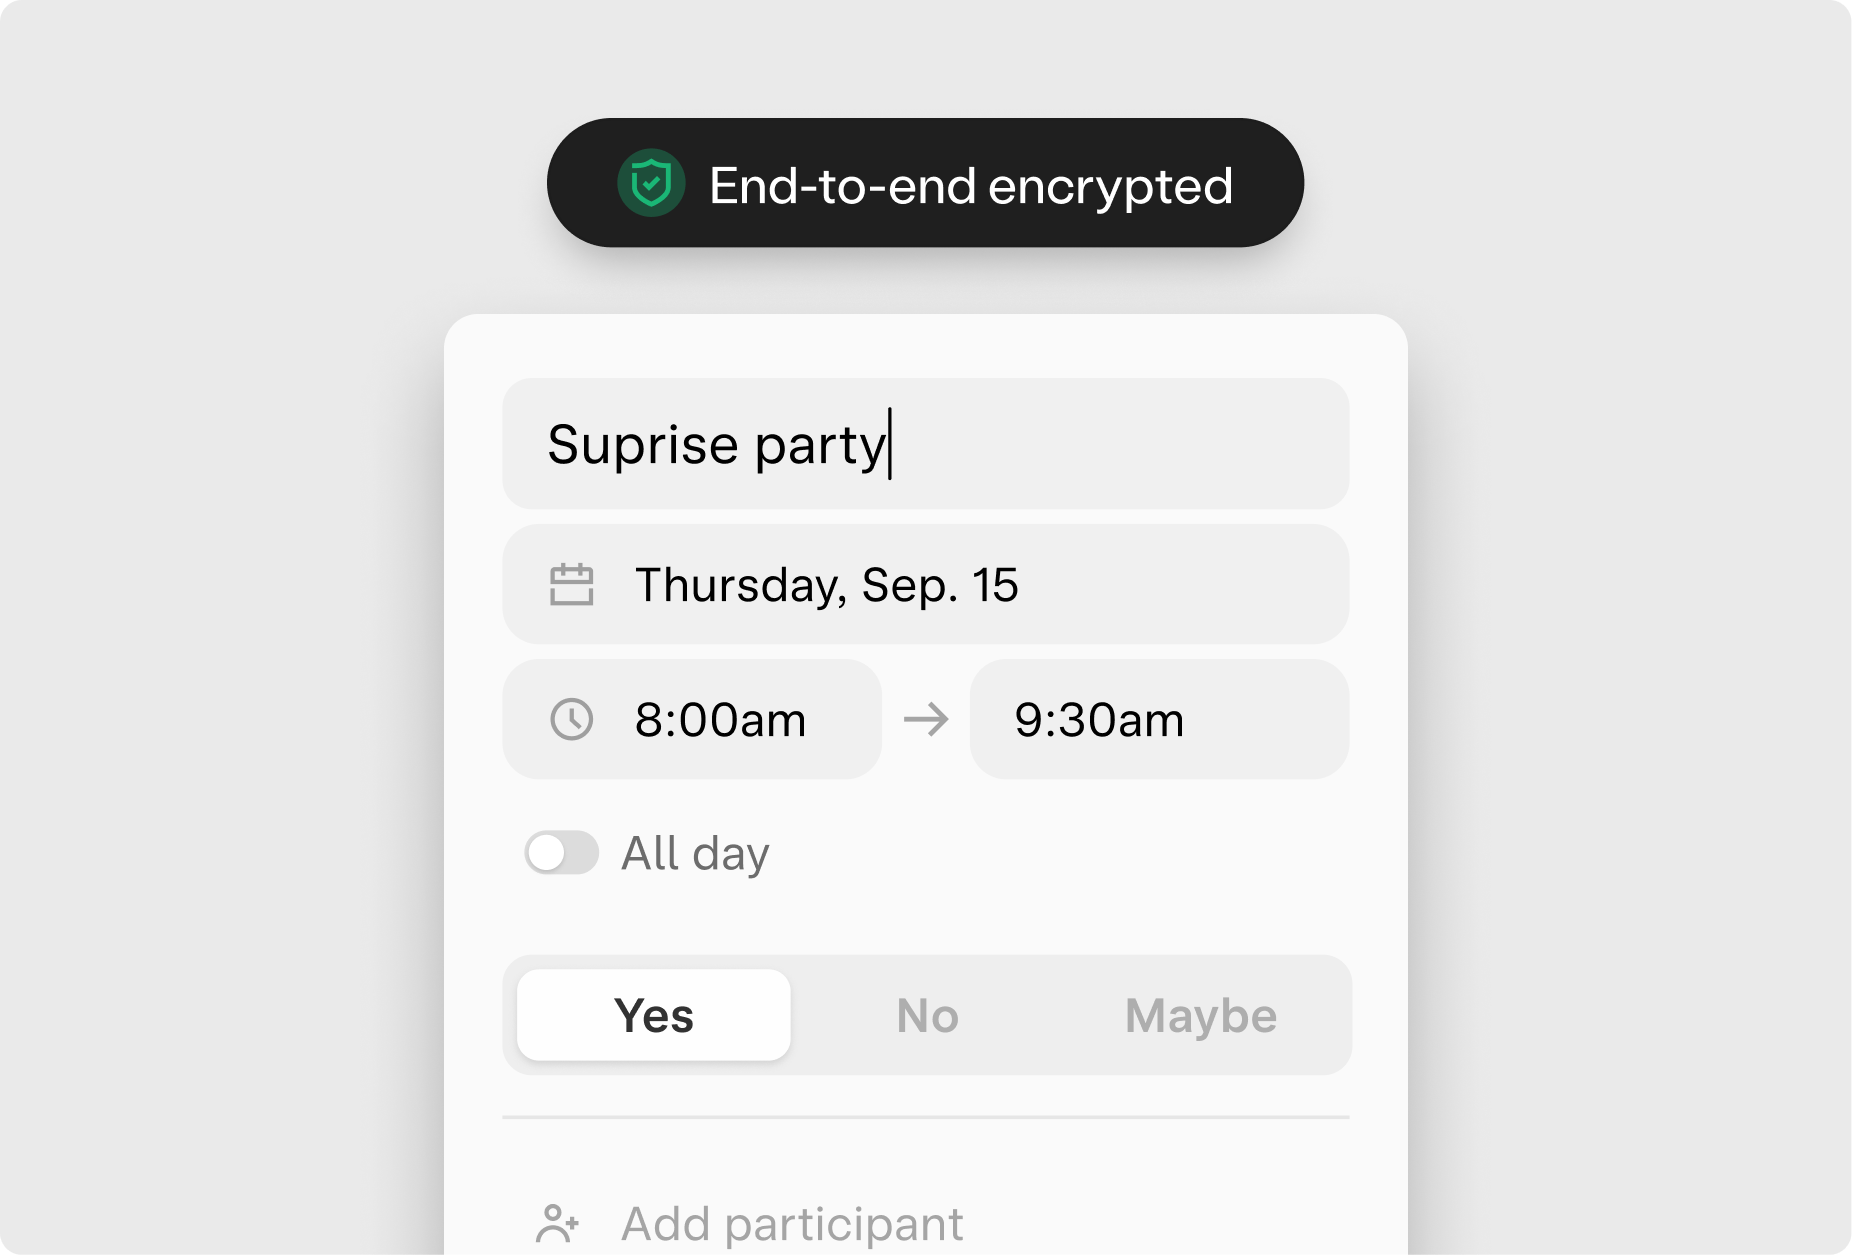 End-to-end encrypted
Suprise party
Thursday, Sep. 15
8:00am → 9:30am
All day
Yes No Maybe
Add participant